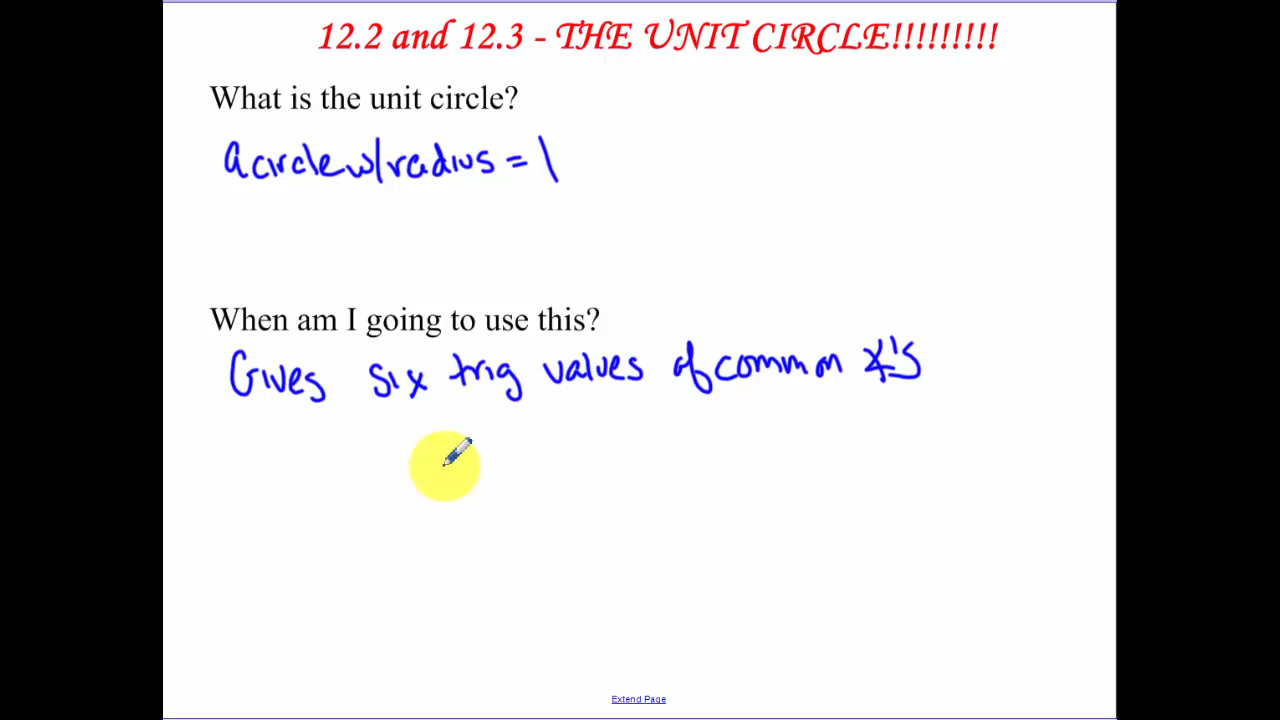 12.2 and 12.3 - THE UNIT CIRCLE!!!!!!!!!
What is the unit circle?
a circle w/ radius = 1
When am I going to use this?
Gives six trig values of common ∠'s
Extend Page